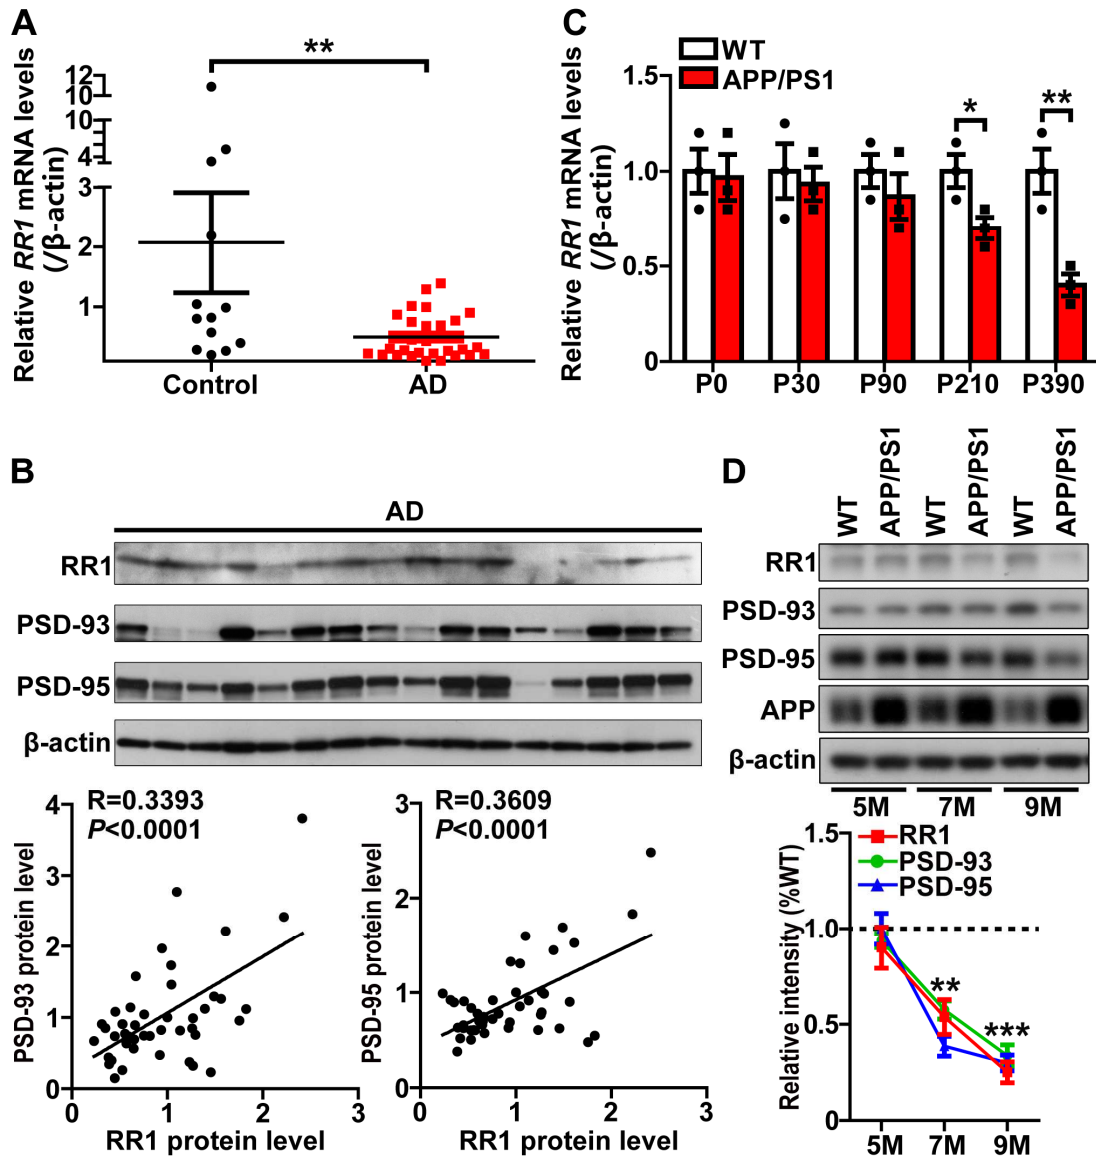 A
**
Relative RR1 mRNA levels
(/β-actin)
12
10
10
4
3
2
1
Control
AD
C
WT
APP/PS1
Relative RR1 mRNA levels
(/β-actin)
1.5
1.0
0.5
0
*
**
P0
P30
P90
P210
P390
B
AD
RR1
PSD-93
PSD-95
β-actin
R=0.3393
P<0.0001
PSD-93 protein level
4
3
2
1
0
0
1
2
3
RR1 protein level
R=0.3609
P<0.0001
PSD-95 protein level
3
2
1
0
0
1
2
3
RR1 protein level
D
WT
APP/PS1
WT
APP/PS1
WT
APP/PS1
RR1
PSD-93
PSD-95
APP
β-actin
5M
7M
9M
RR1
PSD-93
PSD-95
Relative intensity (%WT)
1.5
1.0
0.5
0
**
***
5M
7M
9M